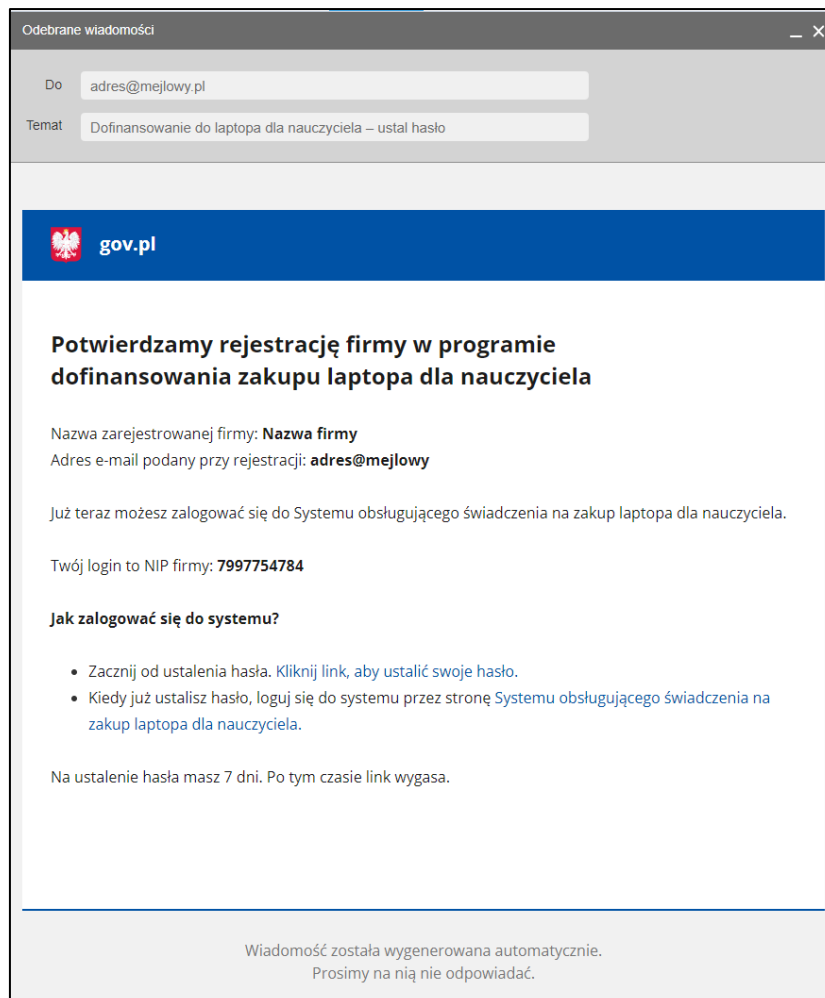 Odebrane wiadomości
Do adres@mejlowy.pl
Temat Dofinansowanie do laptopa dla nauczyciela – ustal hasło
gov.pl
Potwierdzamy rejestrację firmy w programie
dofinansowania zakupu laptopa dla nauczyciela
Nazwa zarejestrowanej firmy: Nazwa firmy
Adres e-mail podany przy rejestracji: adres@mejlowy
Już teraz możesz zalogować się do Systemu obsługującego świadczenia na zakup laptopa dla nauczyciela.
Twój login to NIP firmy: 7997754784
Jak zalogować się do systemu?
• Zacznij od ustalenia hasła. Kliknij link, aby ustalić swoje hasło.
• Kiedy już ustalisz hasło, loguj się do systemu przez stronę Systemu obsługującego świadczenia na
zakup laptopa dla nauczyciela.
Na ustalenie hasła masz 7 dni. Po tym czasie link wygasa.
Wiadomość została wygenerowana automatycznie.
Prosimy na nią nie odpowiadać.